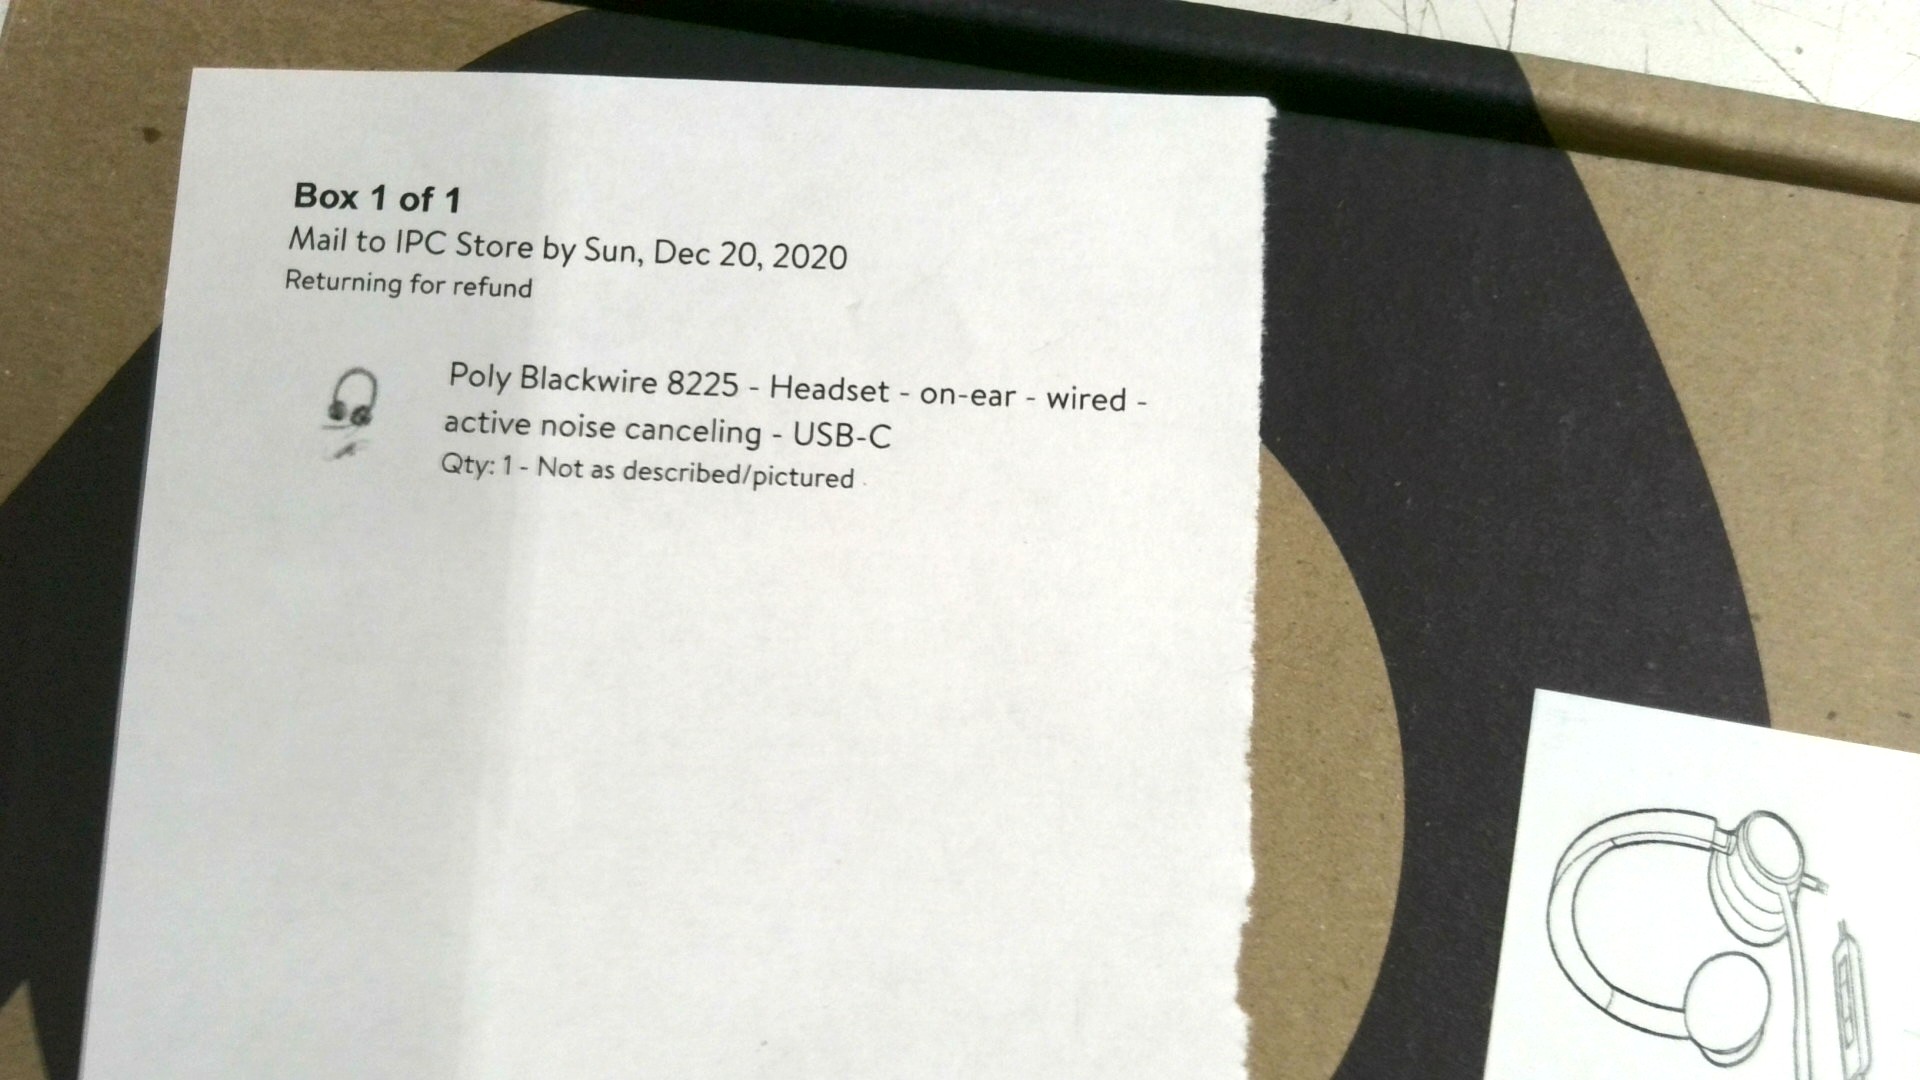 Box 1 of 1
Mail to IPC Store by Sun, Dec 20, 2020
Returning for refund
Poly Blackwire 8225 - Headset - on-ear - wired -
active noise canceling - USB-C
Qty: 1 - Not as described/pictured